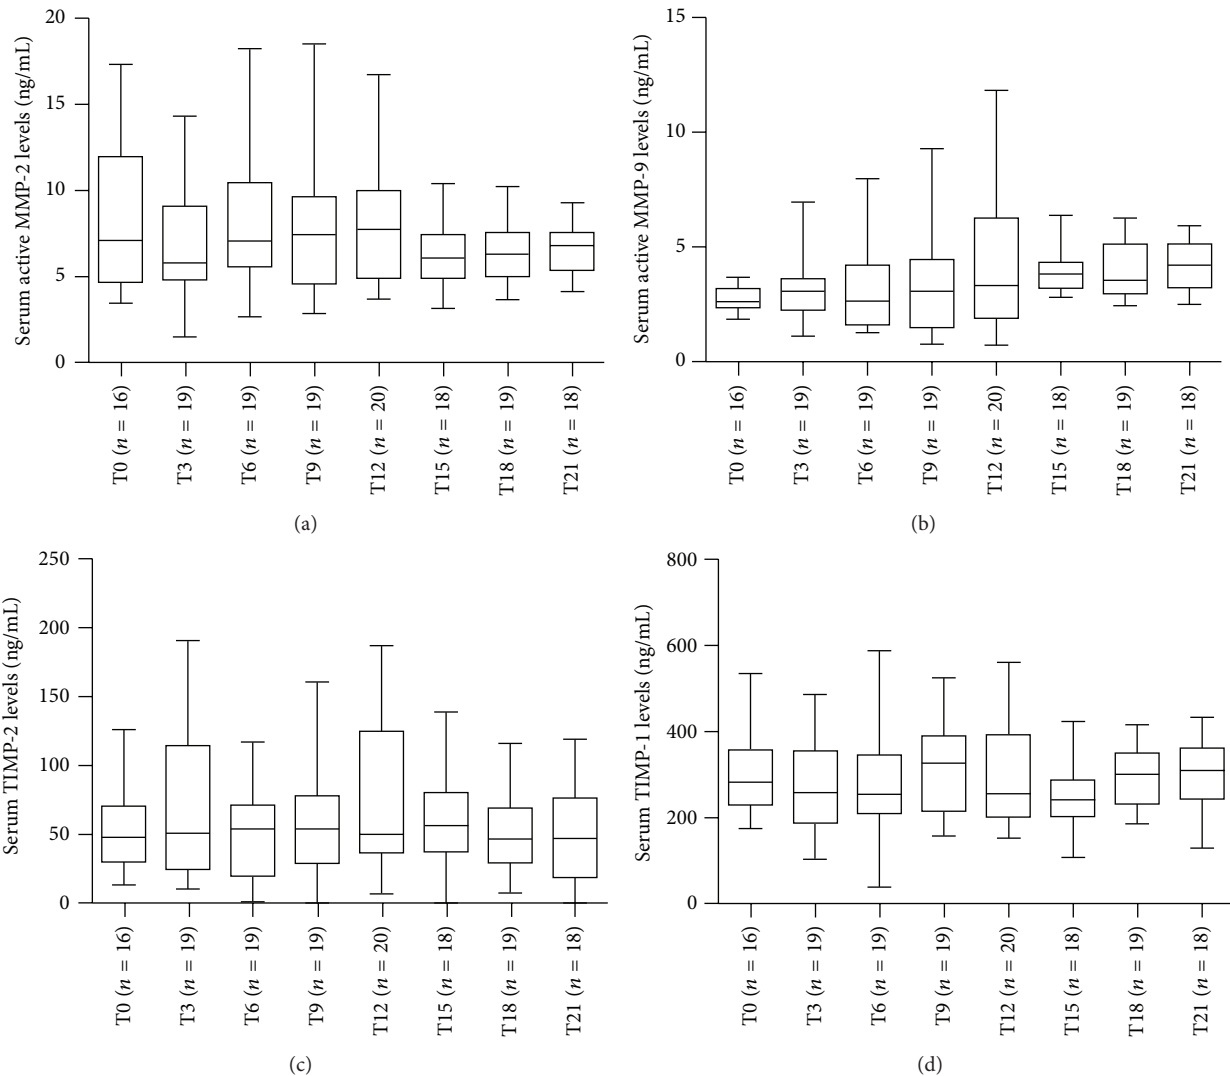 Serum active MMP-2 levels (ng/mL)
20
15
10
5
0
T0 (n = 16)
T3 (n = 19)
T6 (n = 19)
T9 (n = 19)
T12 (n = 20)
T15 (n = 18)
T18 (n = 19)
T21 (n = 18)
(a)
Serum active MMP-9 levels (ng/mL)
15
10
5
0
T0 (n = 16)
T3 (n = 19)
T6 (n = 19)
T9 (n = 19)
T12 (n = 20)
T15 (n = 18)
T18 (n = 19)
T21 (n = 18)
(b)
Serum TIMP-2 levels (ng/mL)
250
200
150
100
50
0
T0 (n = 16)
T3 (n = 19)
T6 (n = 19)
T9 (n = 19)
T12 (n = 20)
T15 (n = 18)
T18 (n = 19)
T21 (n = 18)
(c)
Serum TIMP-1 levels (ng/mL)
800
600
400
200
0
T0 (n = 16)
T3 (n = 19)
T6 (n = 19)
T9 (n = 19)
T12 (n = 20)
T15 (n = 18)
T18 (n = 19)
T21 (n = 18)
(d)